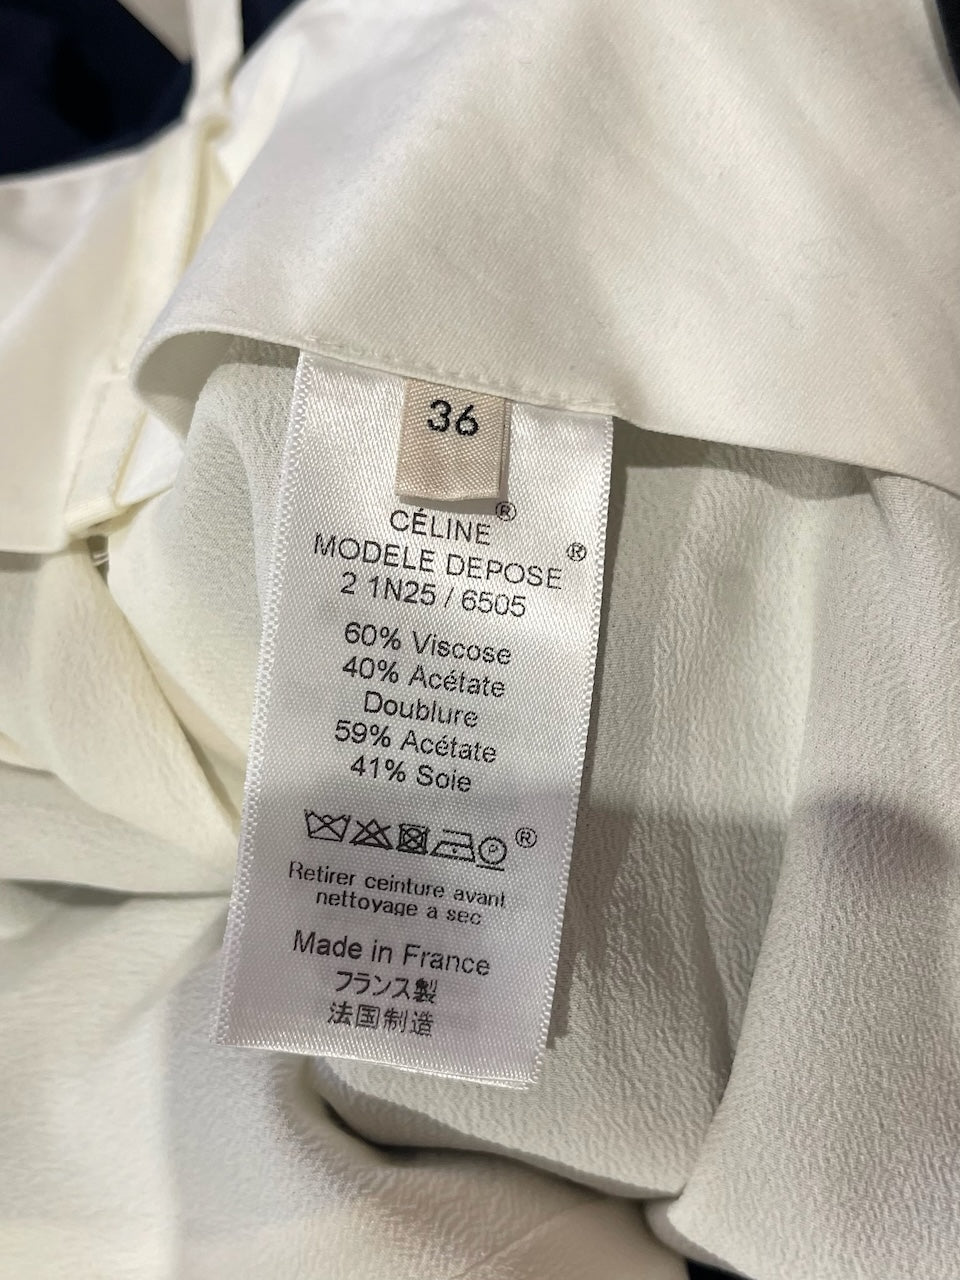 36
CÉLINE®
MODELE DEPOSE®
2 1N25 / 6505
60% Viscose
40% Acétate
Doublure
59% Acétate
41% Soie
P ®
Retirer ceinture avant
nettoyage a sec
Made in France
フランス製
法国制造